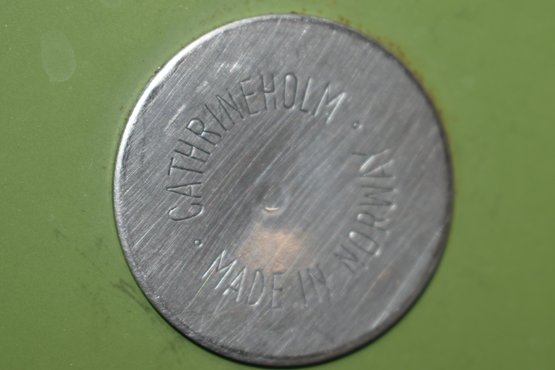 · CATHRINEHOLM ·
MADE IN NORWAY